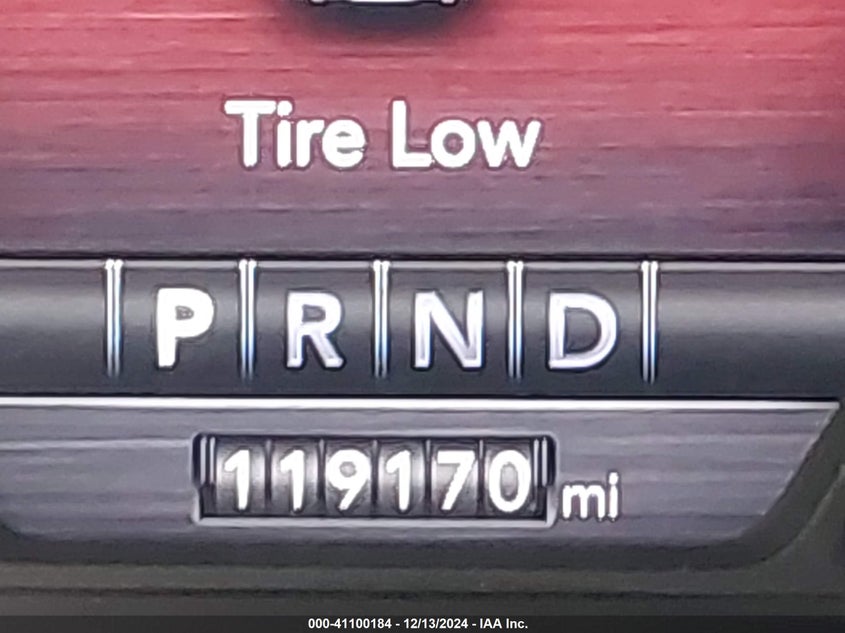 Tire Low
P R N D
119170 mi
000-41100184 - 12/13/2024 - IAA Inc.